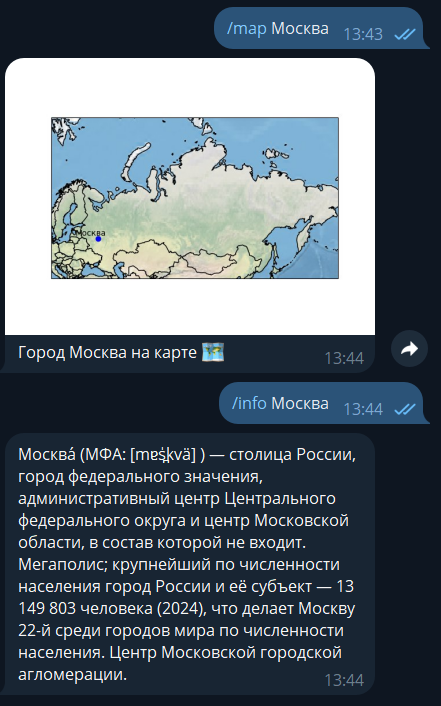 /map Москва 13:43
Москва
Город Москва на карте 🗺️ 13:44
/info Москва 13:44
Москва́ (МФА: [mɐˈskvä] ) — столица России,
город федерального значения,
административный центр Центрального
федерального округа и центр Московской
области, в состав которой не входит.
Мегаполис; крупнейший по численности
населения город России и её субъект — 13
149 803 человека (2024), что делает Москву
22-й среди городов мира по численности
населения. Центр Московской городской
агломерации. 13:44